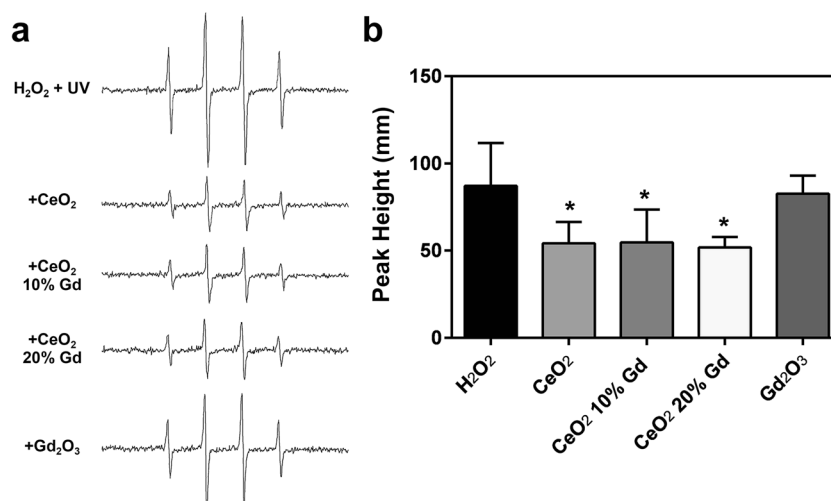 a
H₂O₂ + UV
+CeO₂
+CeO₂
10% Gd
+CeO₂
20% Gd
+Gd₂O₃
b
Peak Height (mm)
150
100
50
0
*
*
*
H₂O₂
CeO₂
CeO₂ 10% Gd
CeO₂ 20% Gd
Gd₂O₃